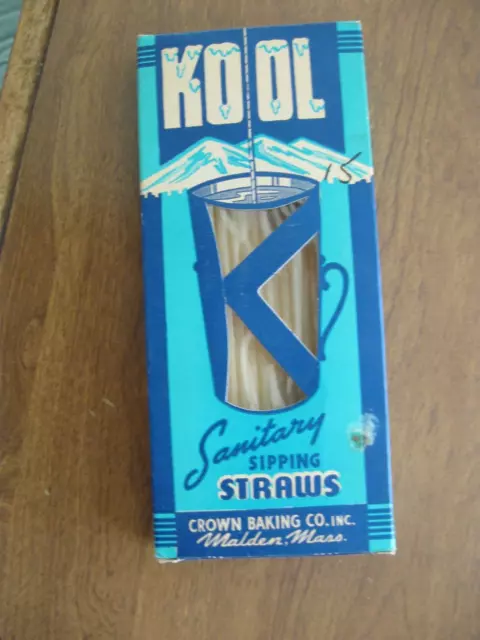 KOOL
15
K
Sanitary
SIPPING
STRAWS
CROWN BAKING CO. INC.
Malden, Mass.